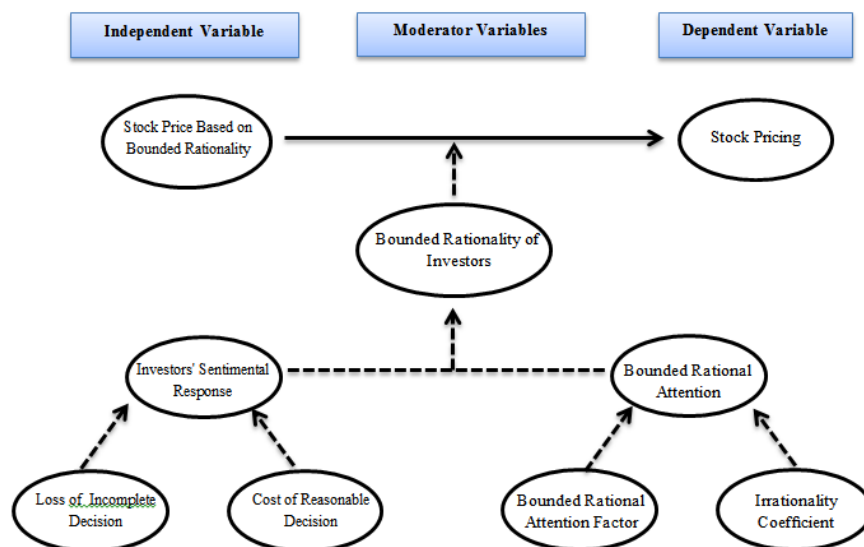 Independent Variable
Moderator Variables
Dependent Variable
Stock Price Based on
Bounded Rationality
Stock Pricing
Bounded Rationality of
Investors
Investors' Sentimental
Response
Bounded Rational
Attention
Loss of Incomplete
Decision
Cost of Reasonable
Decision
Bounded Rational
Attention Factor
Irrationality
Coefficient